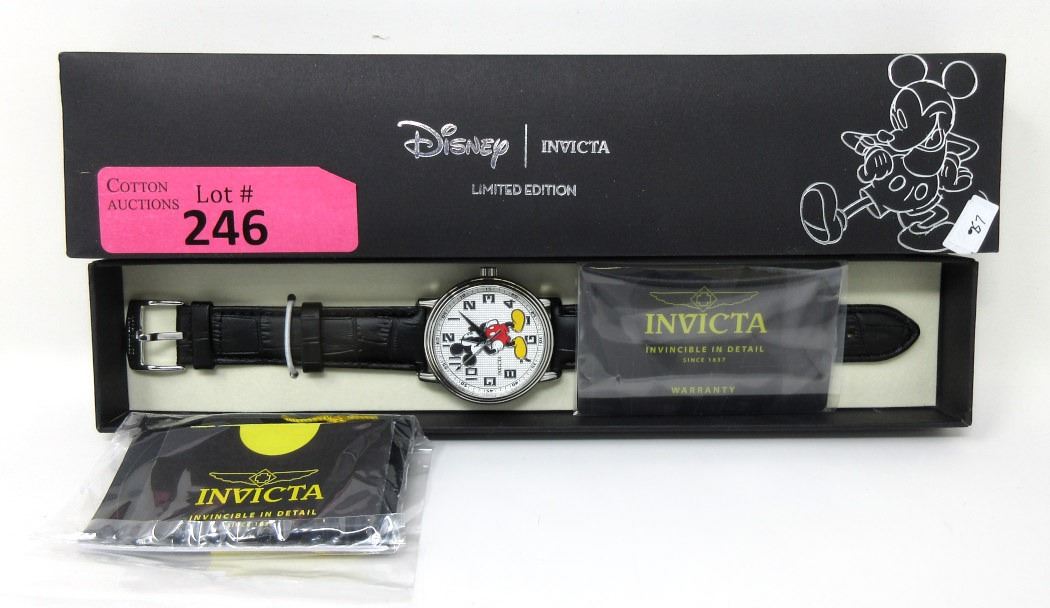 Disney | INVICTA
LIMITED EDITION
COTTON AUCTIONS
Lot #
246
INVICTA
INVINCIBLE IN DETAIL
SINCE 1837
WARRANTY
INVICTA
INVINCIBLE IN DETAIL
SINCE